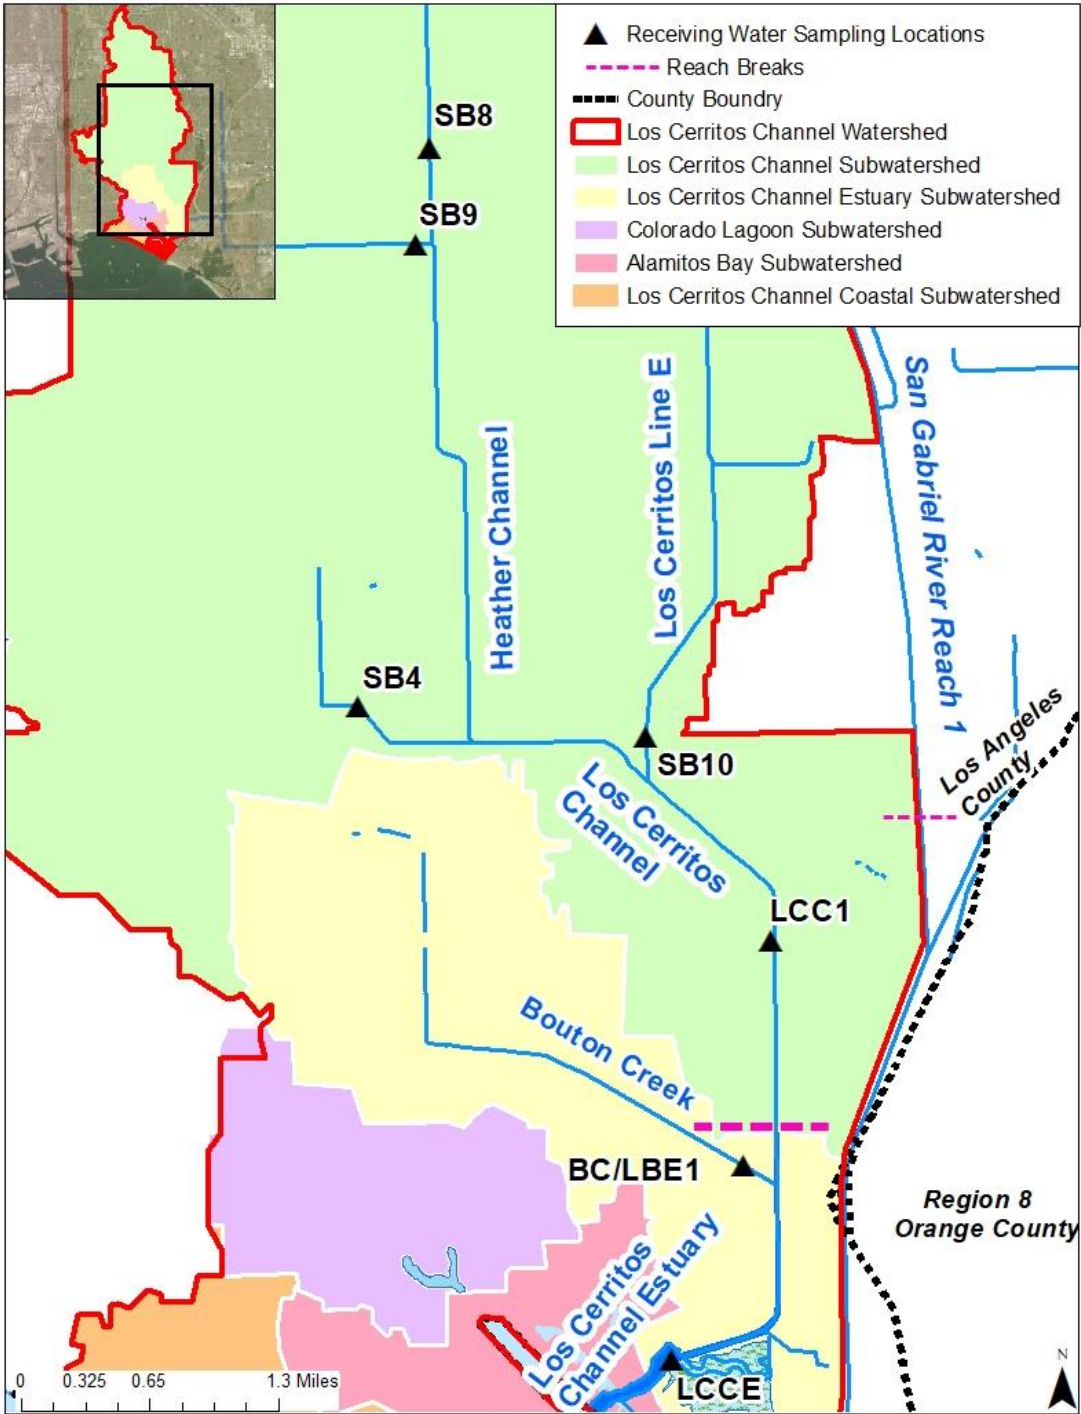 Receiving Water Sampling Locations
Reach Breaks
County Boundry
Los Cerritos Channel Watershed
Los Cerritos Channel Subwatershed
Los Cerritos Channel Estuary Subwatershed
Colorado Lagoon Subwatershed
Alamitos Bay Subwatershed
Los Cerritos Channel Coastal Subwatershed
SB8
SB9
Heather Channel
Los Cerritos Line E
San Gabriel River Reach 1
SB4
SB10
Los Angeles
County
Los Cerritos
Channel
LCC1
Bouton Creek
BC/LBE1
Region 8
Orange County
Los Cerritos
Channel Estuary
LCCE
0 0.325 0.65 1.3 Miles
N